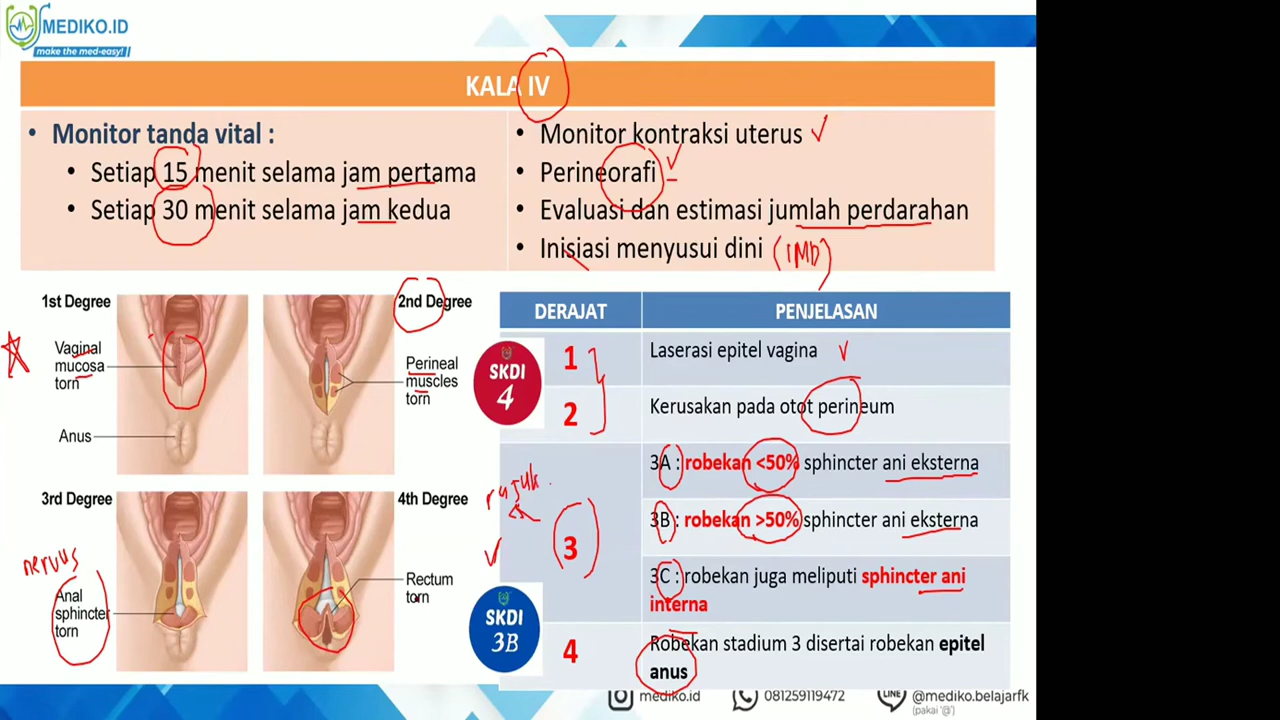 MEDIKO.ID
make the med-easy!
KALA IV
• Monitor tanda vital :
• Setiap 15 menit selama jam pertama
• Setiap 30 menit selama jam kedua
• Monitor kontraksi uterus
• Perineorafi
• Evaluasi dan estimasi jumlah perdarahan
• Inisiasi menyusui dini (IMD)
1st Degree
Vaginal
mucosa
torn
Anus
2nd Degree
Perineal
muscles
torn
3rd Degree
nervus
Anal
sphincter
torn
4th Degree
Rectum
torn
DERAJAT PENJELASAN
SKDI
4
1 Laserasi epitel vagina
2 Kerusakan pada otot perineum
rujuk
3
3A : robekan <50% sphincter ani eksterna
3B : robekan >50% sphincter ani eksterna
3C : robekan juga meliputi sphincter ani
interna
SKDI
3B
4 Robekan stadium 3 disertai robekan epitel
anus
mediko.id 081259119472 LINE @mediko.belajarfk
(pakai '@')